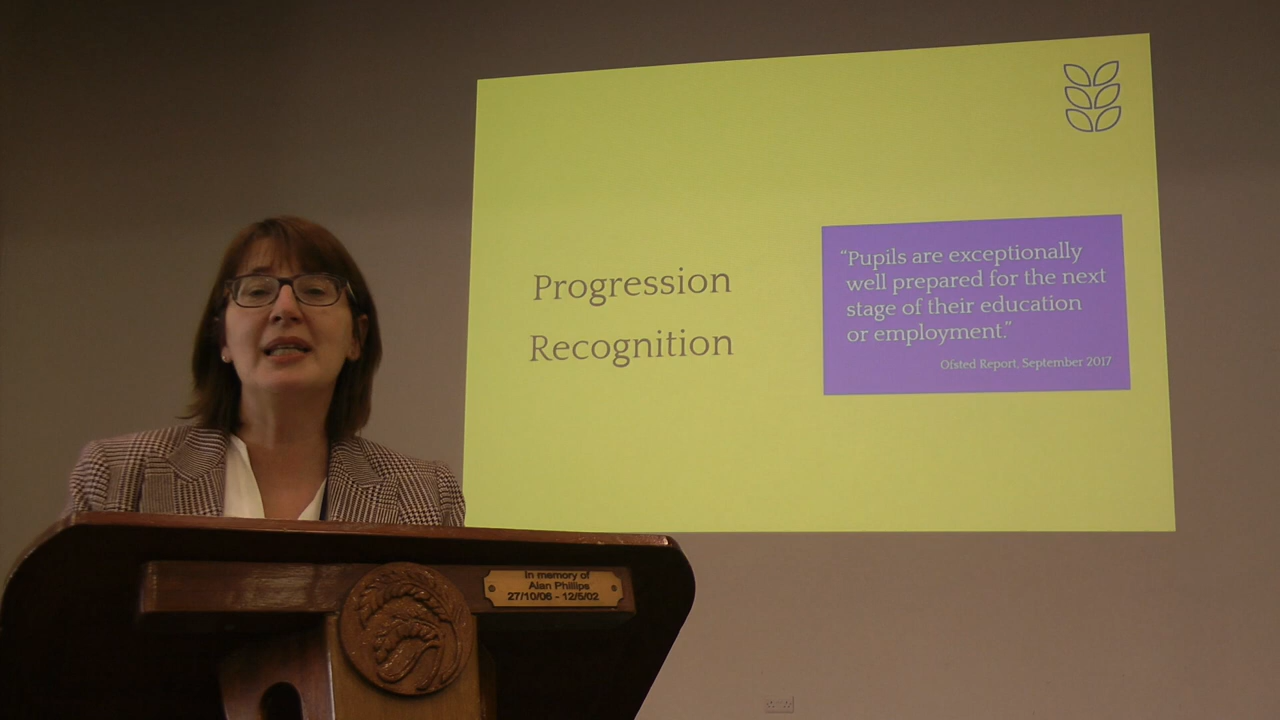 Progression
Recognition
“Pupils are exceptionally
well prepared for the next
stage of their education
or employment.”
Ofsted Report, September 2017
In memory of
Alan Phillips
27/10/06 - 12/5/02